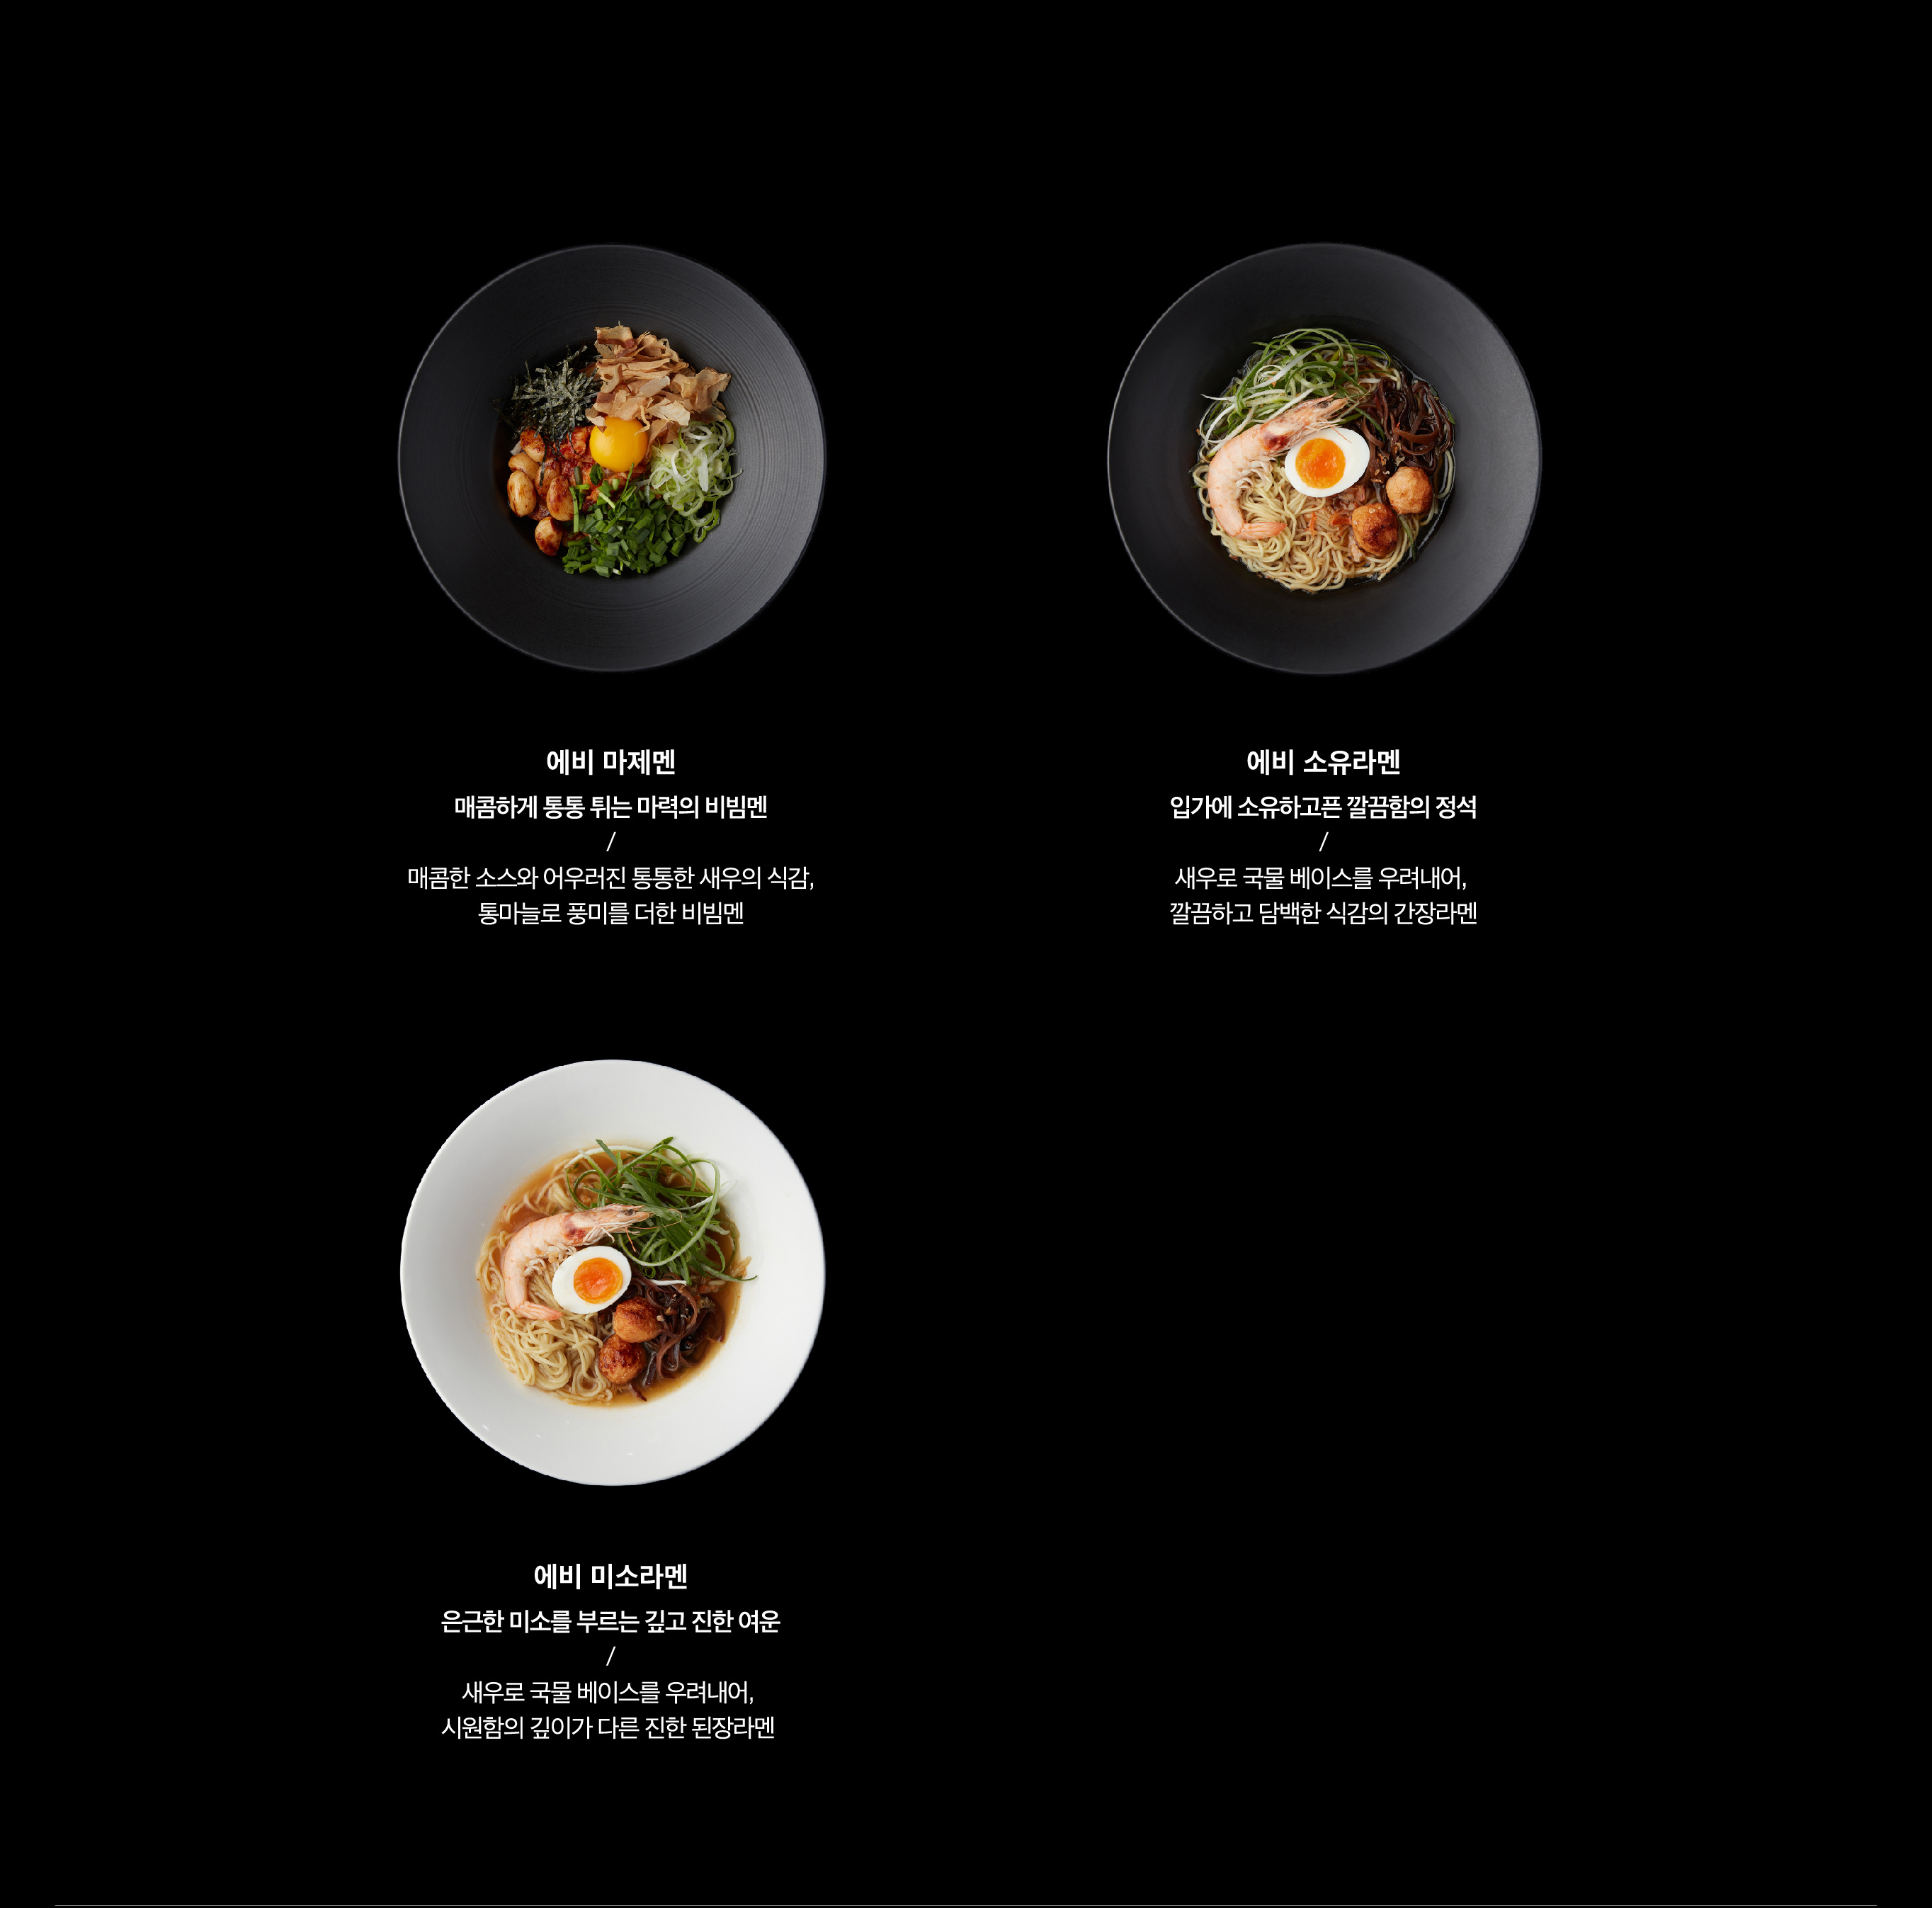 에비 마제멘
매콤하게 통통 튀는 마력의 비빔멘
/
매콤한 소스와 어우러진 통통한 새우의 식감,
통마늘로 풍미를 더한 비빔멘
에비 소유라멘
입가에 소유하고픈 깔끔함의 정석
/
새우로 국물 베이스를 우려내어,
깔끔하고 담백한 식감의 간장라멘
에비 미소라멘
은근한 미소를 부르는 깊고 진한 여운
/
새우로 국물 베이스를 우려내어,
시원함의 깊이가 다른 진한 된장라멘